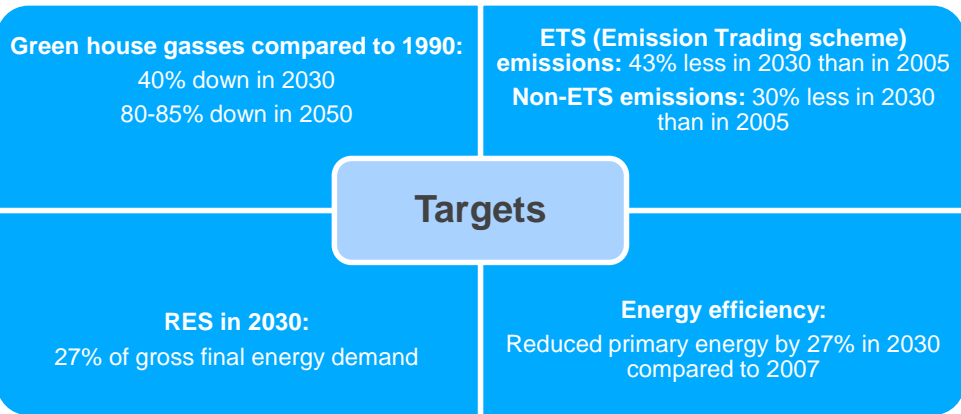 Green house gasses compared to 1990:
40% down in 2030
80-85% down in 2050
ETS (Emission Trading scheme)
emissions: 43% less in 2030 than in 2005
Non-ETS emissions: 30% less in 2030
than in 2005
Targets
RES in 2030:
27% of gross final energy demand
Energy efficiency:
Reduced primary energy by 27% in 2030
compared to 2007